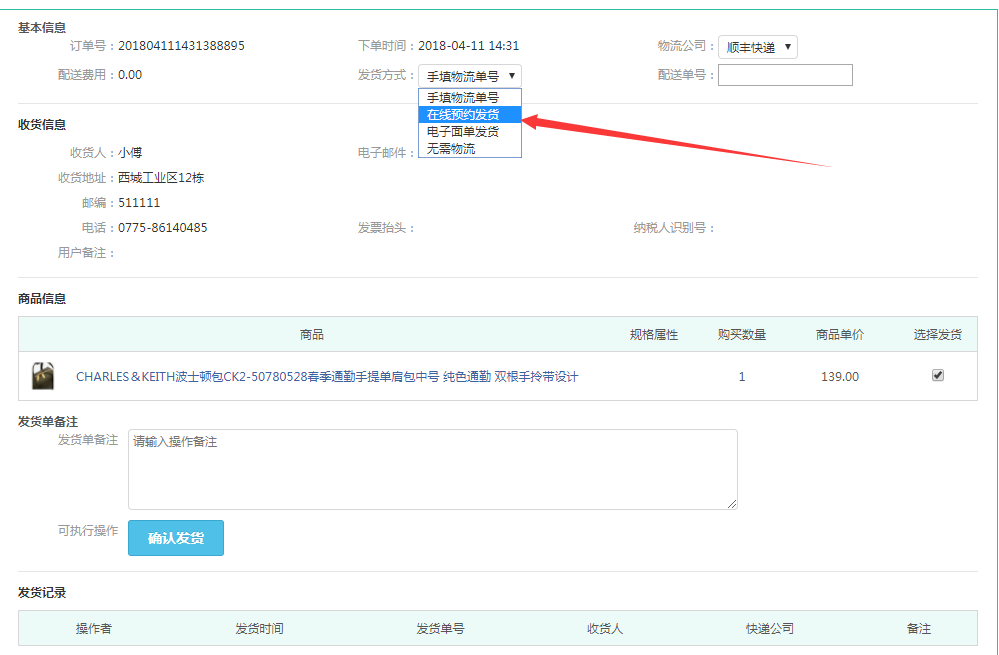 基本信息
订单号：201804111431388895 下单时间：2018-04-11 14:31 物流公司：顺丰快递
配送费用：0.00 发货方式：手填物流单号 配送单号：
手填物流单号
在线预约发货
电子面单发货
无需物流
收货信息
收货人：小傅 电子邮件：
收货地址：西城工业区12栋
邮编：511111
电话：0775-86140485 发票抬头： 纳税人识别号：
用户备注：
商品信息
商品 规格属性 购买数量 商品单价 选择发货
CHARLES＆KEITH波士顿包CK2-50780528春季通勤手提单肩包中号 纯色通勤 双根手拎带设计 1 139.00
发货单备注
发货单备注 请输入操作备注
可执行操作 确认发货
发货记录
操作者 发货时间 发货单号 收货人 快递公司 备注